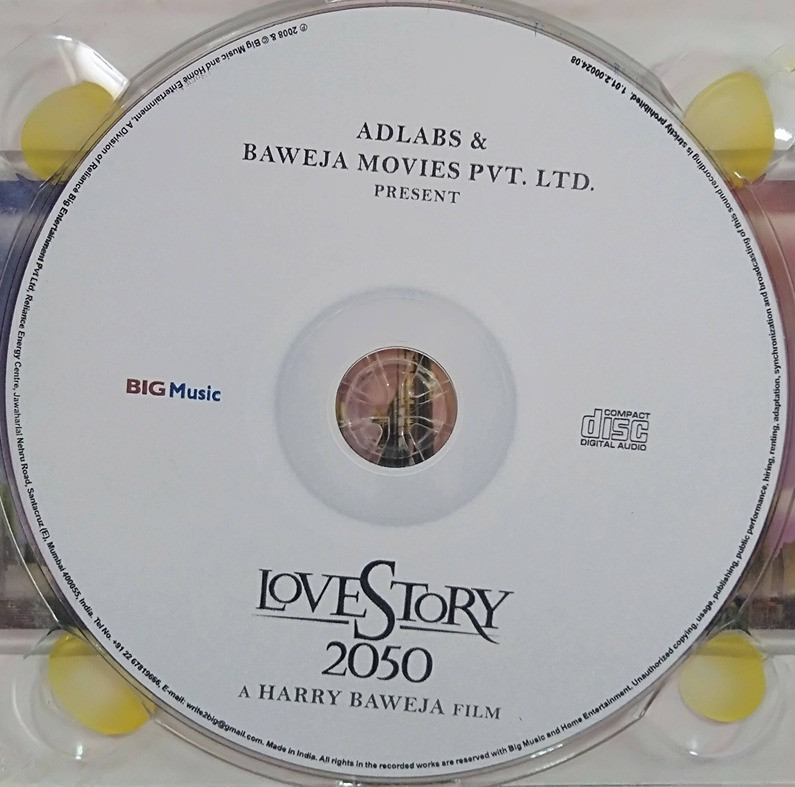 ADLABS &
BAWEJA MOVIES PVT. LTD.
PRESENT
BIG Music
COMPACT
disc
DIGITAL AUDIO
LOVE STORY
2050
A HARRY BAWEJA FILM
℗ 2008 & © Big Music and Home Entertainment. A Division of Reliance Big Entertainment Pvt Ltd, Reliance Energy Centre, Jawaharlal Nehru Road, Santacruz (E), Mumbai 400055, India. Tel No. +91 22 67819666, E-mail: write2big@gmail.com. Made in India. All rights in the recorded works are reserved with Big Music and Home Entertainment. Unauthorized copying, usage, publishing, public performance, hiring, renting, adaptation, synchronization and broadcasting of this sound recording is strictly prohibited. 1.01.2.00024.08